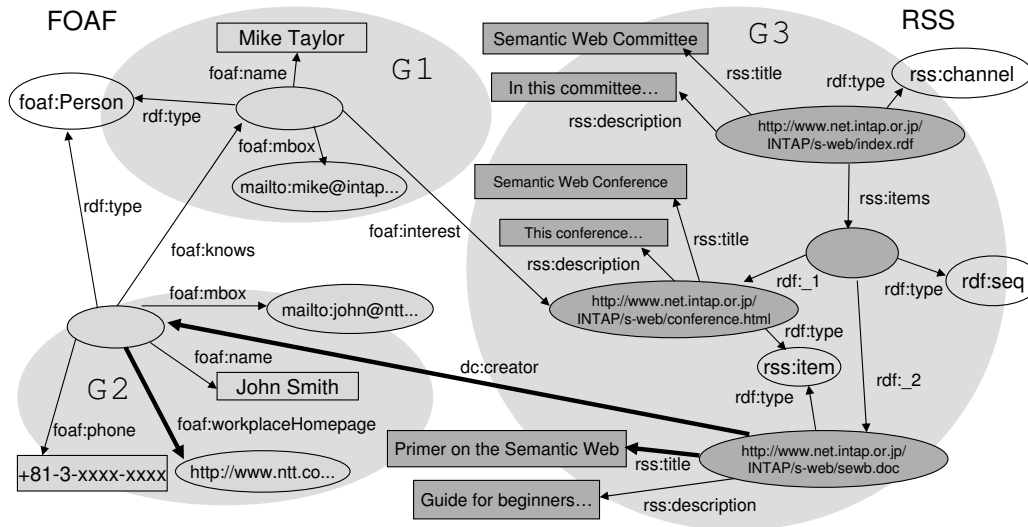 FOAF
RSS
G1
G3
Mike Taylor
foaf:name
foaf:Person
rdf:type
foaf:mbox
mailto:mike@intap...
rdf:type
foaf:knows
foaf:interest
foaf:mbox
mailto:john@ntt...
foaf:name
John Smith
G2
foaf:phone
foaf:workplaceHomepage
+81-3-xxxx-xxxx
http://www.ntt.co...
dc:creator
Semantic Web Committee
rss:title
rdf:type
rss:channel
In this committee…
rss:description
http://www.net.intap.or.jp/
INTAP/s-web/index.rdf
Semantic Web Conference
rss:items
This conference…
rss:title
rss:description
rdf:_1
rdf:type
rdf:seq
http://www.net.intap.or.jp/
INTAP/s-web/conference.html
rdf:type
rss:item
rdf:_2
rdf:type
Primer on the Semantic Web
rss:title
http://www.net.intap.or.jp/
INTAP/s-web/sewb.doc
Guide for beginners…
rss:description